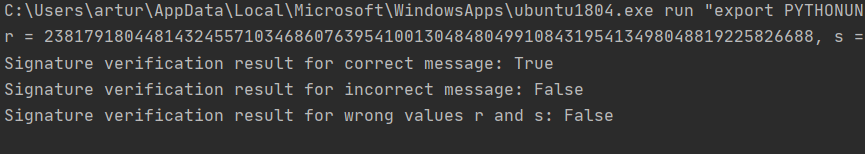 C:\Users\artur\AppData\Local\Microsoft\WindowsApps\ubuntu1804.exe run "export PYTHONUN
r = 23817918044814324557103468607639541001304848049910843195413498048819225826688, s =
Signature verification result for correct message: True
Signature verification result for incorrect message: False
Signature verification result for wrong values r and s: False